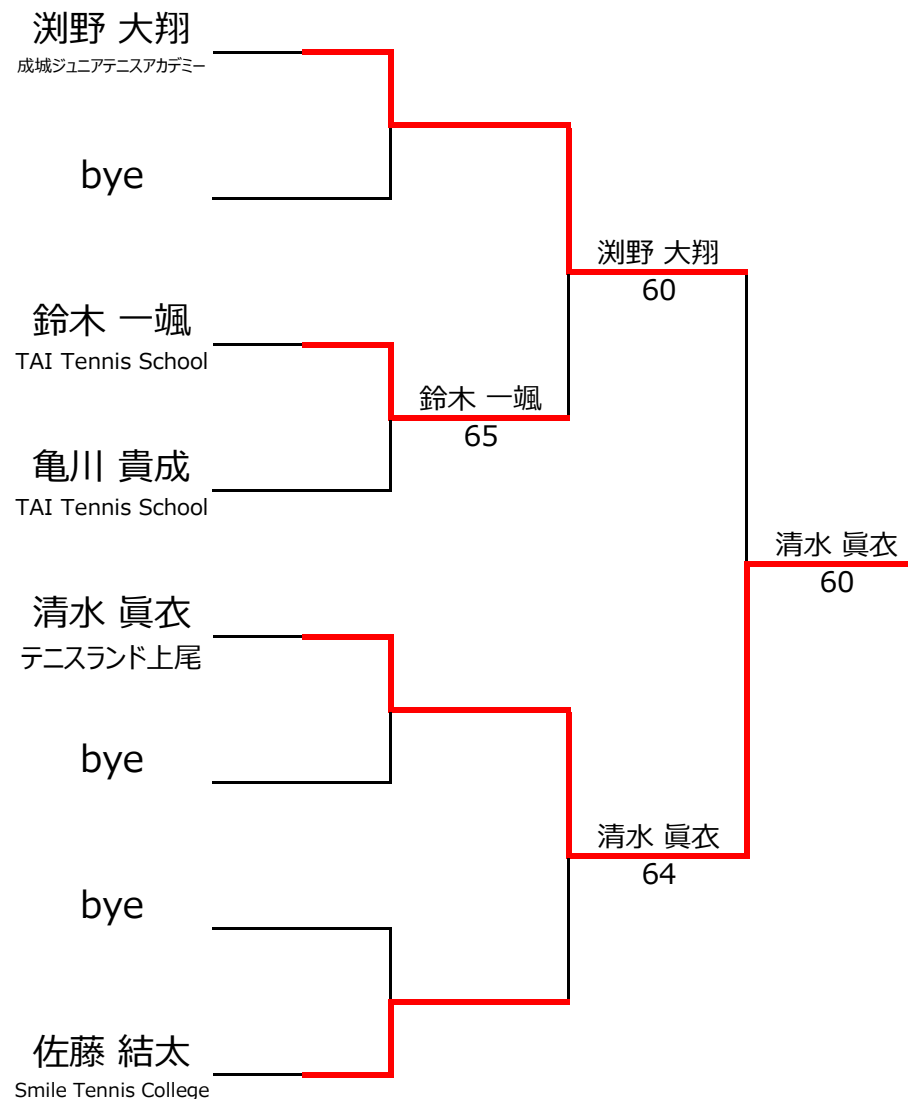 渕野 大翔
成城ジュニアテニスアカデミー
bye
渕野 大翔
60
鈴木 一颯
TAI Tennis School
鈴木 一颯
65
亀川 貴成
TAI Tennis School
清水 眞衣
60
清水 眞衣
テニスランド上尾
bye
清水 眞衣
64
bye
佐藤 結太
Smile Tennis College